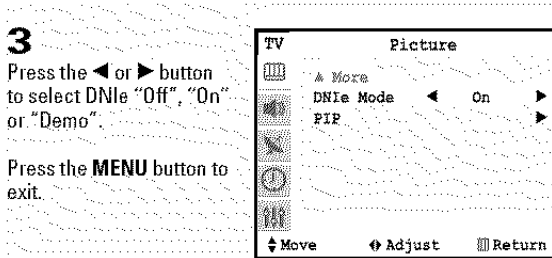 3
Press the ◀ or ▶ button
to select DNIe "Off", "On"
or "Demo".
Press the MENU button to
exit.
TV Picture
▲ More
DNIe Mode ◀ On ▶
PIP ▶
Move Adjust Return